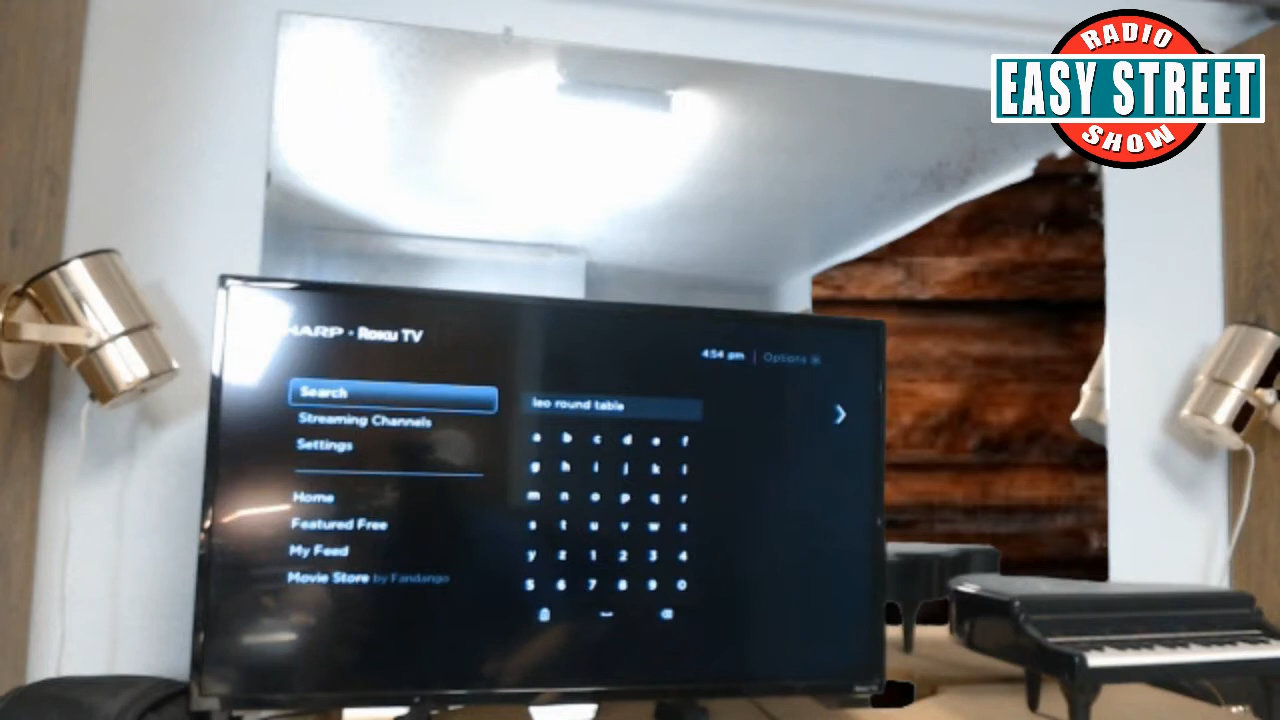 RADIO
EASY STREET
SHOW
SHARP • Roku TV
4:54 pm | Options
Search
Streaming Channels
Settings
Home
Featured Free
My Feed
Movie Store by Fandango
leo round table
a b c d e f
g h i j k l
m n o p q r
s t u v w x
y z 1 2 3 4
5 6 7 8 9 0